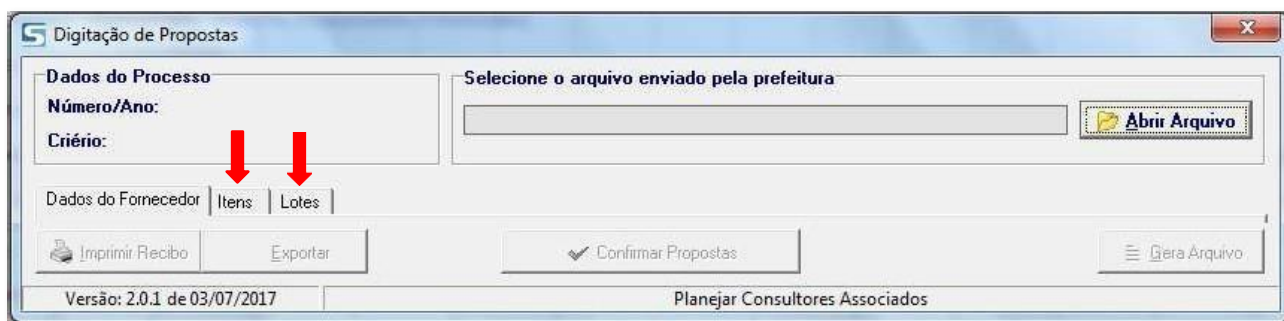 Digitação de Propostas
Dados do Processo
Número/Ano:
Criério:
Selecione o arquivo enviado pela prefeitura
Abrir Arquivo
Dados do Fornecedor
Itens
Lotes
Imprimir Recibo
Exportar
Confirmar Propostas
Gera Arquivo
Versão: 2.0.1 de 03/07/2017
Planejar Consultores Associados